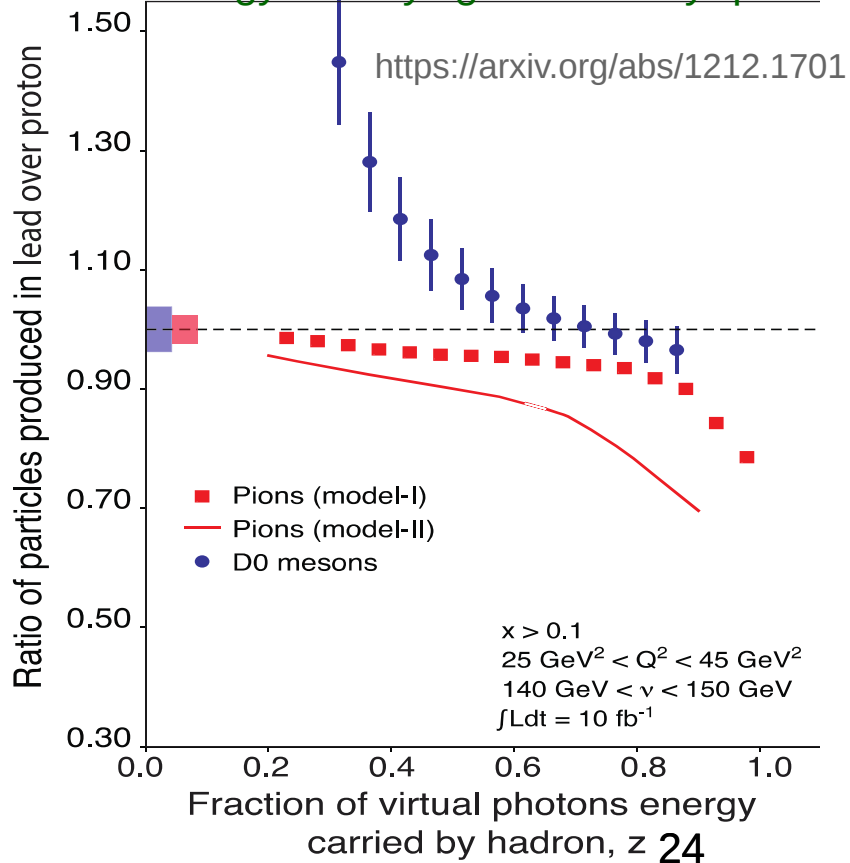 1.50
https://arxiv.org/abs/1212.1701
1.30
1.10
0.90
0.70
0.50
0.30
Ratio of particles produced in lead over proton
Pions (model-I)
Pions (model-II)
D0 mesons
x > 0.1
25 GeV² < Q² < 45 GeV²
140 GeV < ν < 150 GeV
∫Ldt = 10 fb⁻¹
0.0 0.2 0.4 0.6 0.8 1.0
Fraction of virtual photons energy
carried by hadron, z 24